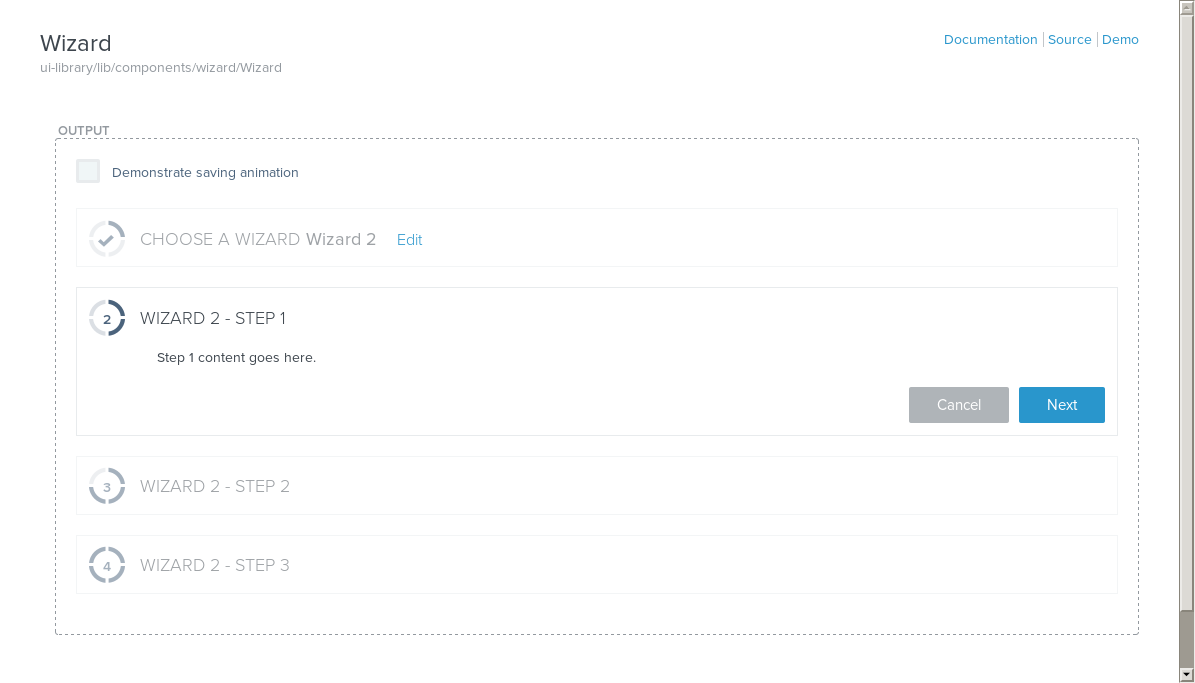 Wizard
Documentation Source Demo
ui-library/lib/components/wizard/Wizard
OUTPUT
Demonstrate saving animation
CHOOSE A WIZARD Wizard 2 Edit
2 WIZARD 2 - STEP 1
Step 1 content goes here.
Cancel Next
3 WIZARD 2 - STEP 2
4 WIZARD 2 - STEP 3